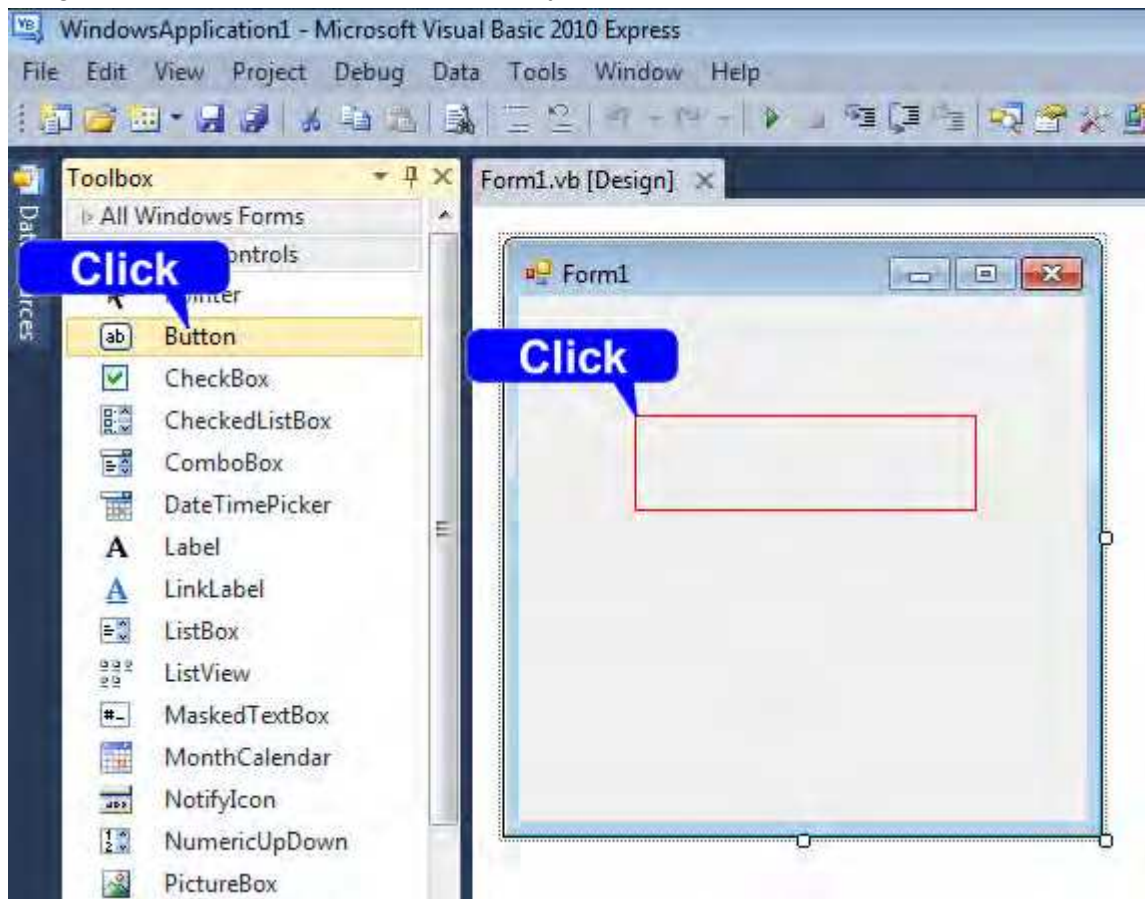 WindowsApplication1 - Microsoft Visual Basic 2010 Express
File Edit View Project Debug Data Tools Window Help
Toolbox
Form1.vb [Design]
All Windows Forms
Click
Form1
Button
Click
CheckBox
CheckedListBox
ComboBox
DateTimePicker
A Label
A LinkLabel
ListBox
ListView
MaskedTextBox
MonthCalendar
NotifyIcon
NumericUpDown
PictureBox